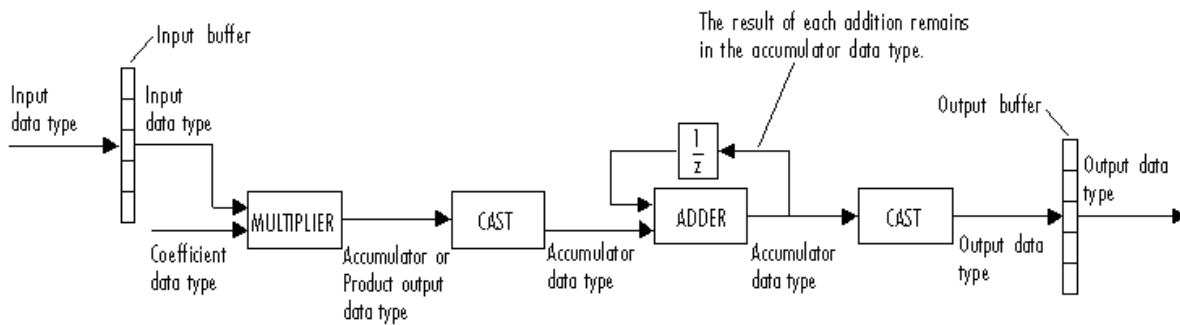 Input buffer
The result of each addition remains
in the accumulator data type.
Input
data type
Input
data type
Output buffer
1
z
Output data
type
MULTIPLIER
CAST
ADDER
CAST
Coefficient
data type
Accumulator or
Product output
data type
Accumulator
data type
Accumulator
data type
Output data
type